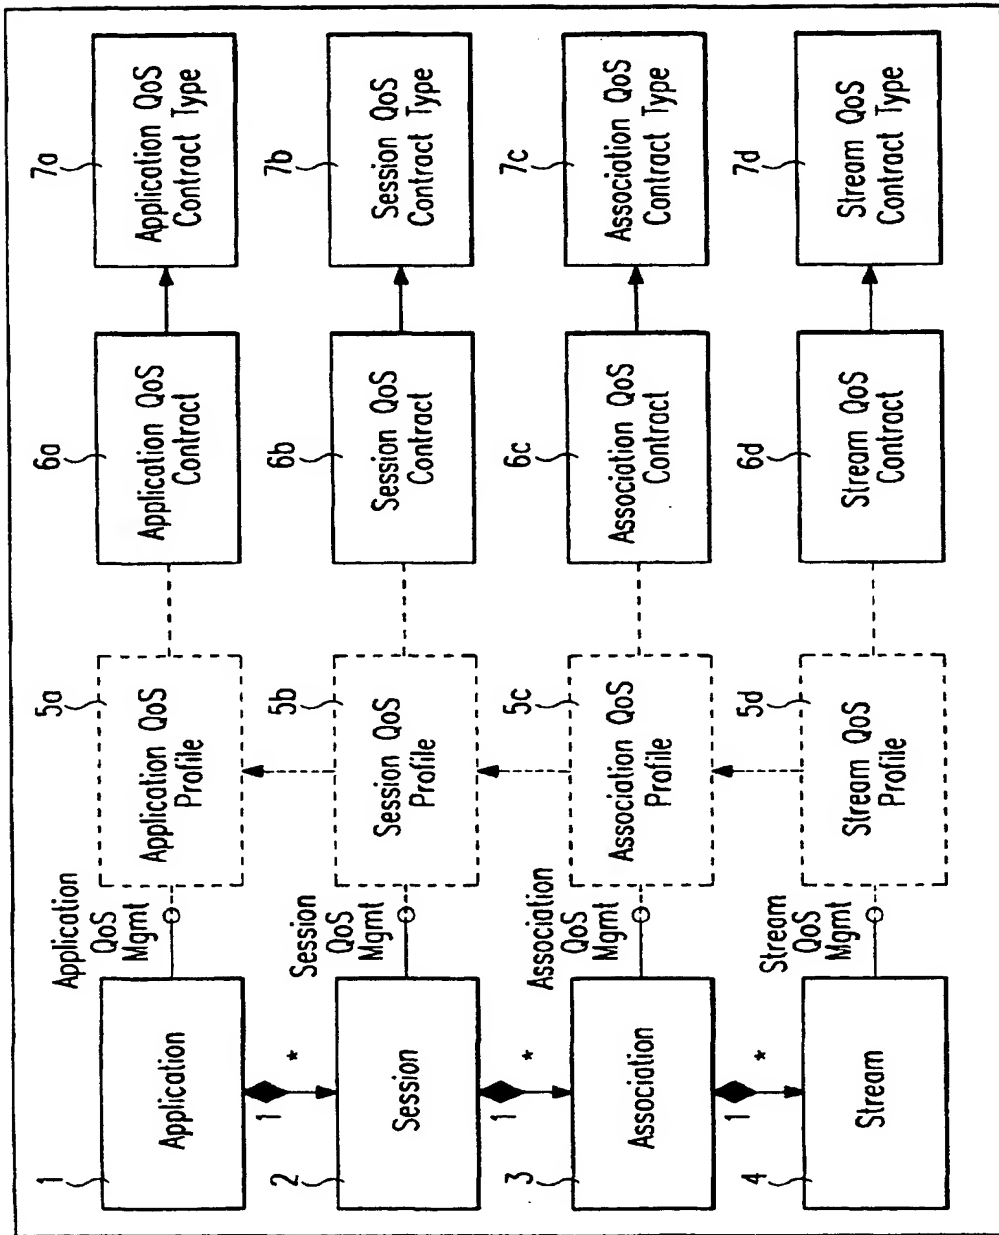 1
Application
1
*
2
Session
1
*
3
Association
1
*
4
Stream
Application
QoS
Mgmt
Session
QoS
Mgmt
Association
QoS
Mgmt
Stream
QoS
Mgmt
5a
Application QoS
Profile
5b
Session QoS
Profile
5c
Association QoS
Profile
5d
Stream QoS
Profile
6a
Application QoS
Contract
6b
Session QoS
Contract
6c
Association QoS
Contract
6d
Stream QoS
Contract
7a
Application QoS
Contract Type
7b
Session QoS
Contract Type
7c
Association QoS
Contract Type
7d
Stream QoS
Contract Type